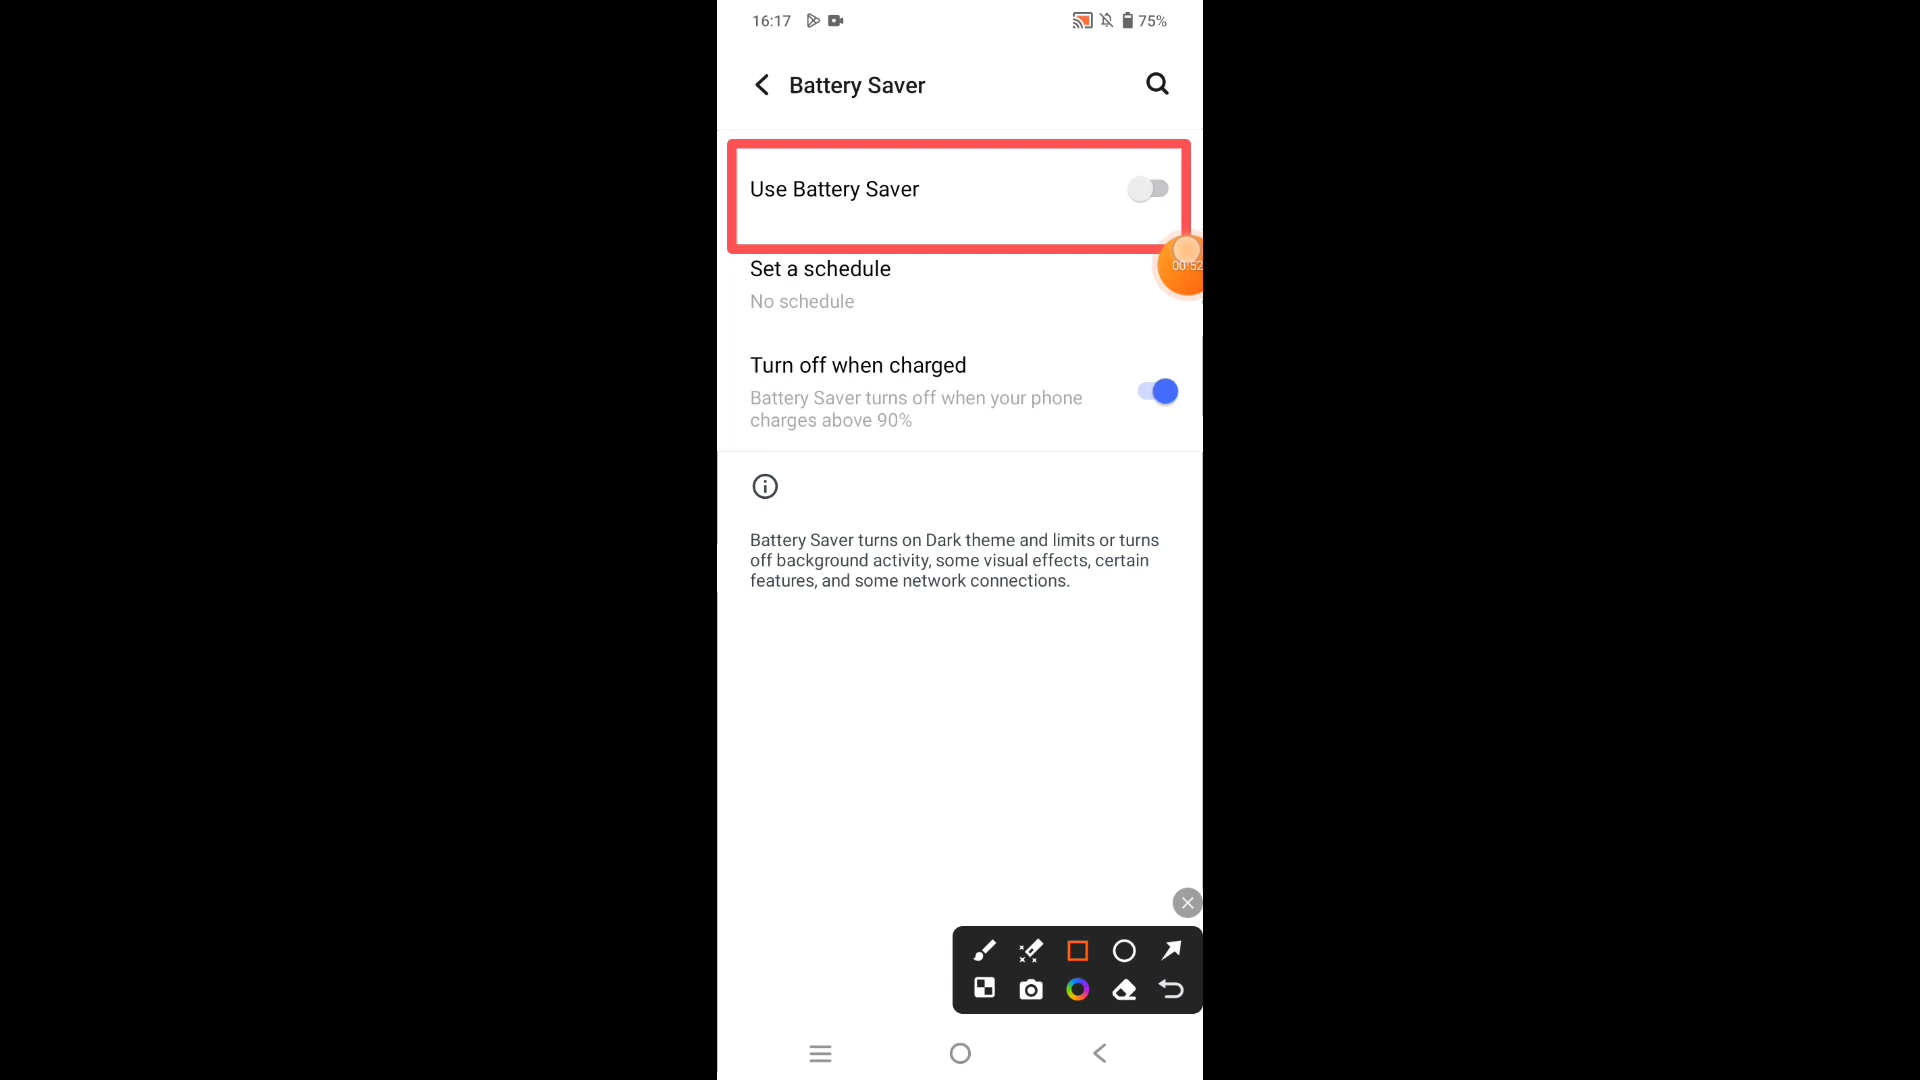 16:17
75%
Battery Saver
Use Battery Saver
00:52
Set a schedule
No schedule
Turn off when charged
Battery Saver turns off when your phone
charges above 90%
Battery Saver turns on Dark theme and limits or turns
off background activity, some visual effects, certain
features, and some network connections.